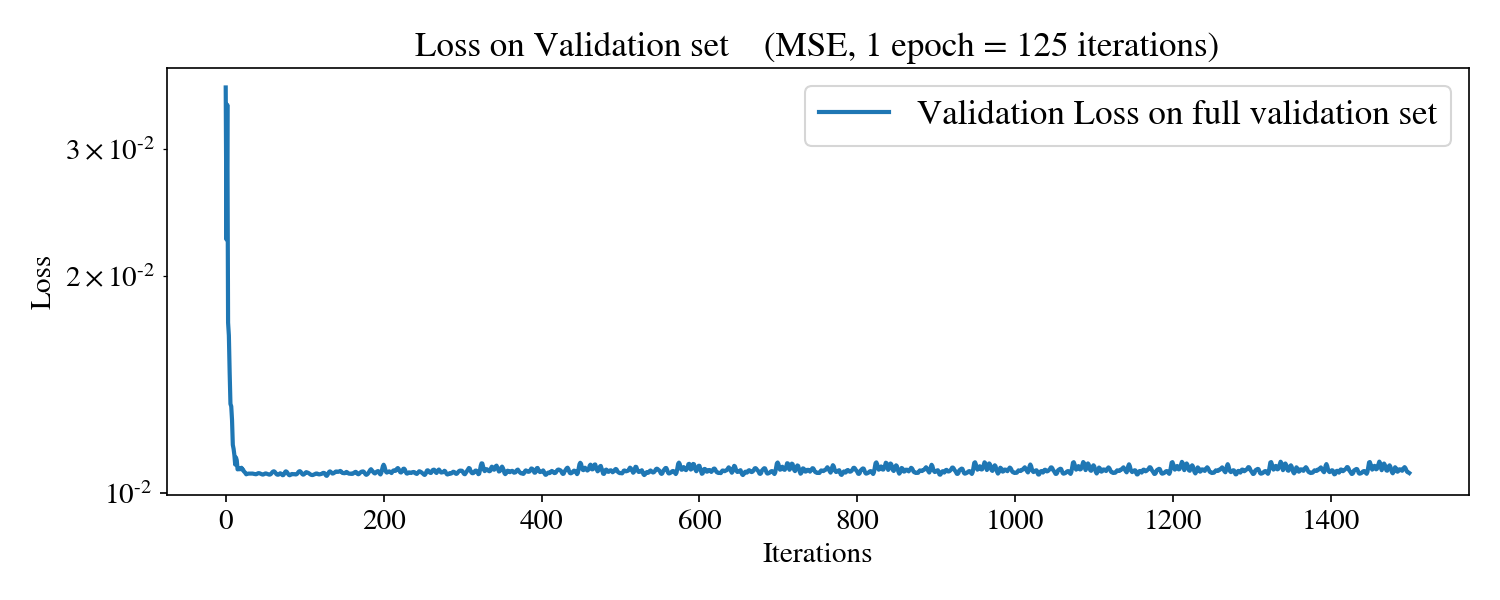 Loss on Validation set (MSE, 1 epoch = 125 iterations)
Validation Loss on full validation set
3 × 10⁻²
2 × 10⁻²
10⁻²
Loss
0 200 400 600 800 1000 1200 1400
Iterations